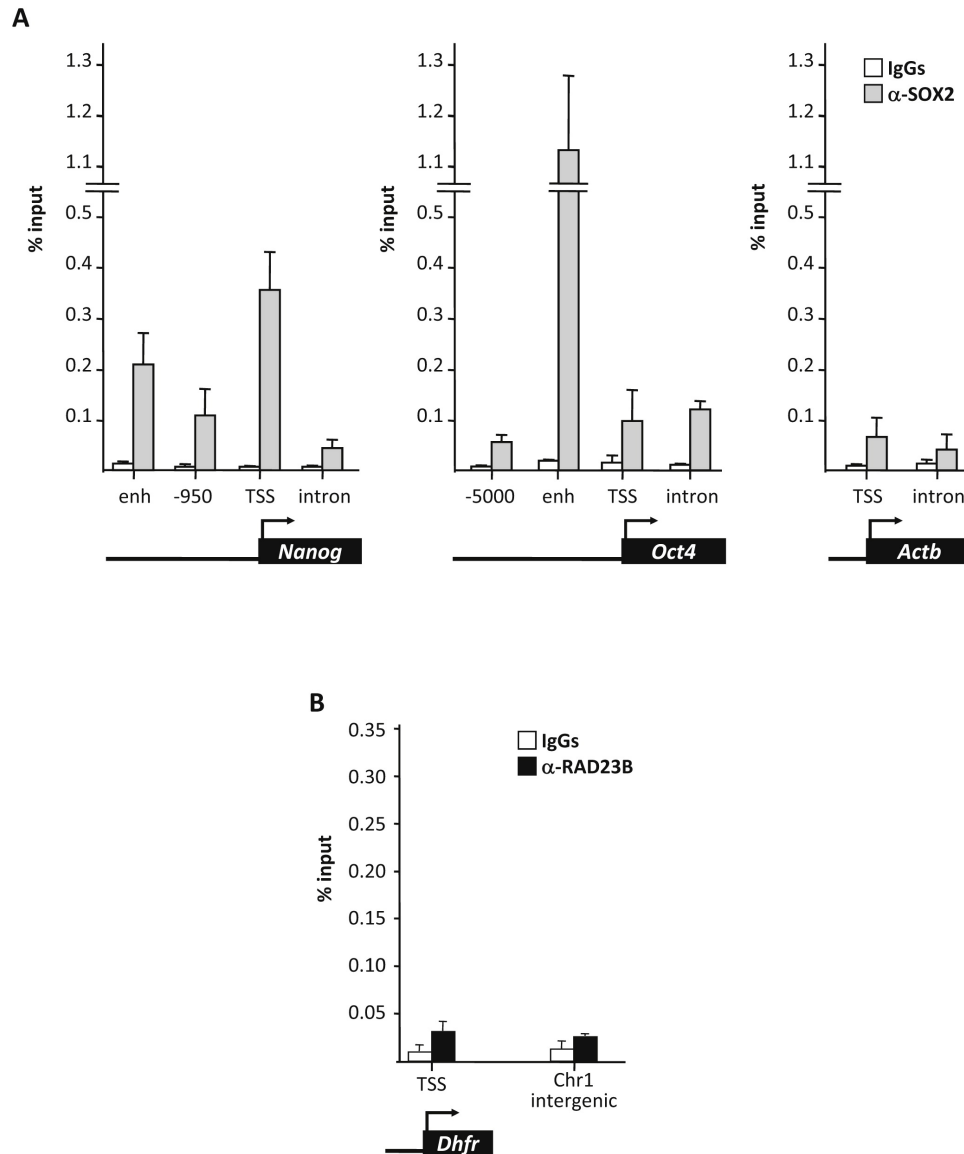 A
% input
1.3
1.2
1.1
0.5
0.4
0.3
0.2
0.1
enh -950 TSS intron
Nanog
% input
1.3
1.2
1.1
0.5
0.4
0.3
0.2
0.1
-5000 enh TSS intron
Oct4
% input
1.3
1.2
1.1
0.5
0.4
0.3
0.2
0.1
IgGs
α-SOX2
TSS intron
Actb
B
% input
0.35
0.30
0.25
0.20
0.15
0.10
0.05
IgGs
α-RAD23B
TSS Chr1
intergenic
Dhfr